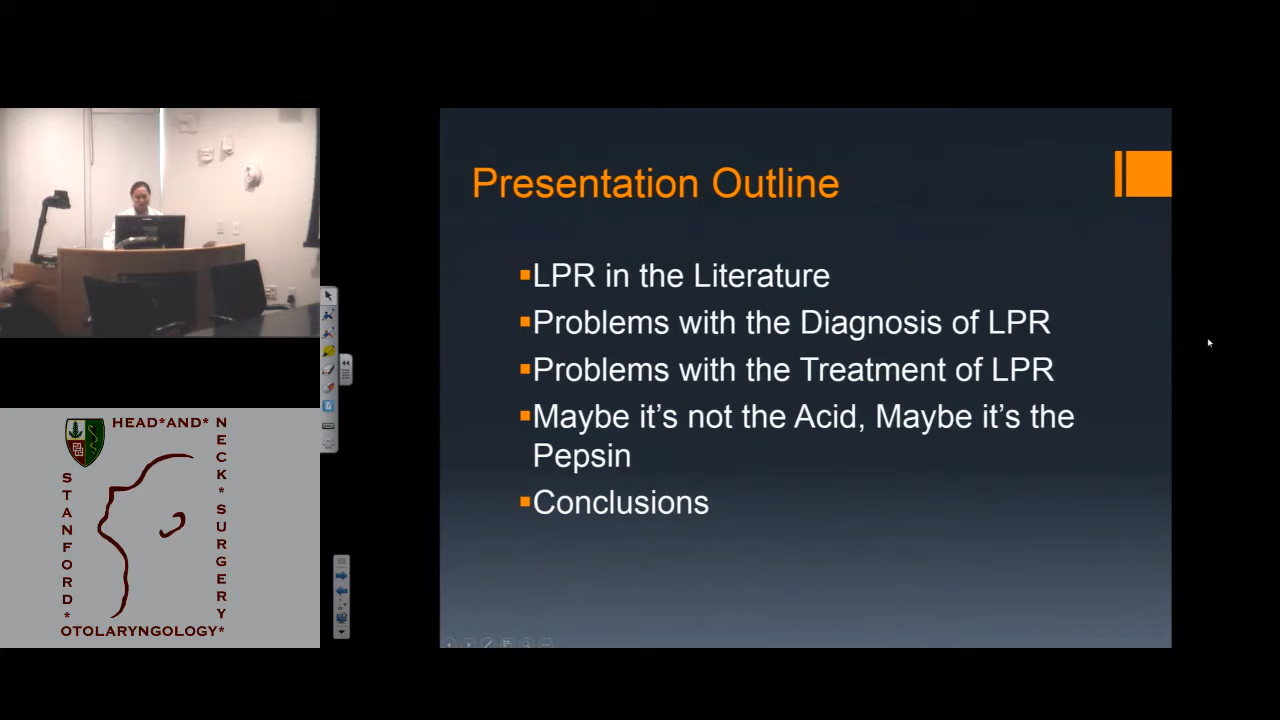 Presentation Outline
LPR in the Literature
Problems with the Diagnosis of LPR
Problems with the Treatment of LPR
Maybe it's not the Acid, Maybe it's the
Pepsin
Conclusions
HEAD*AND*
NECK*SURGERY
STANFORD*
OTOLARYNGOLOGY*